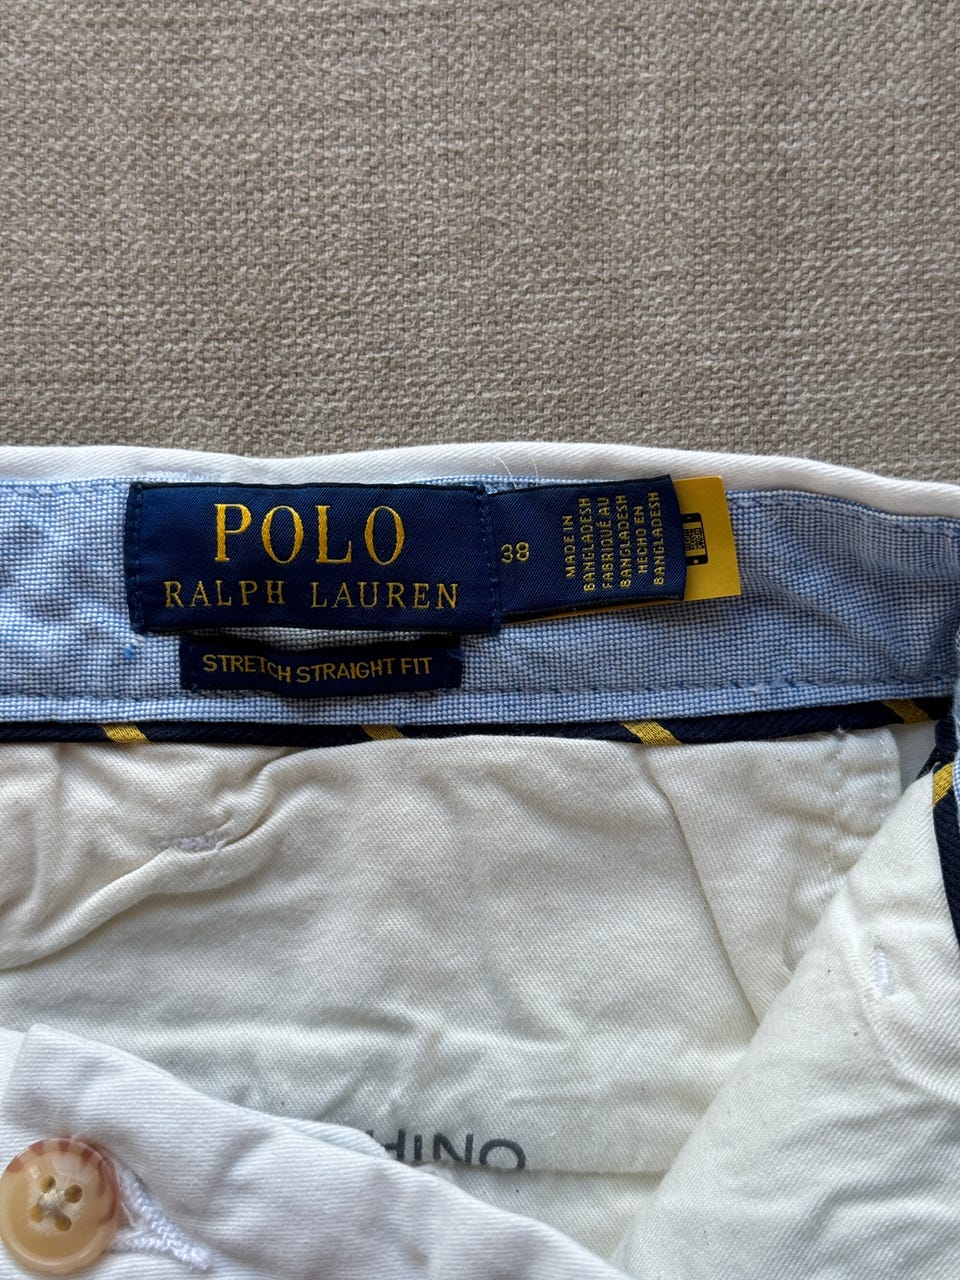 POLO
RALPH LAUREN
38
MADE IN
BANGLADESH
FABRIQUÉ AU
BANGLADESH
HECHO EN
BANGLADESH
STRETCH STRAIGHT FIT